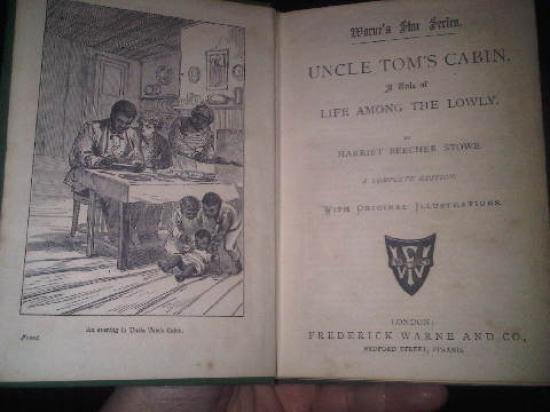 An evening in Uncle Tom's Cabin.
Front.
Warne's Star Series.
UNCLE TOM'S CABIN.
A Tale of
LIFE AMONG THE LOWLY.
BY
HARRIET BEECHER STOWE
A COMPLETE EDITION.
WITH ORIGINAL ILLUSTRATIONS.
LONDON:
FREDERICK WARNE AND CO.,
BEDFORD STREET, STRAND.